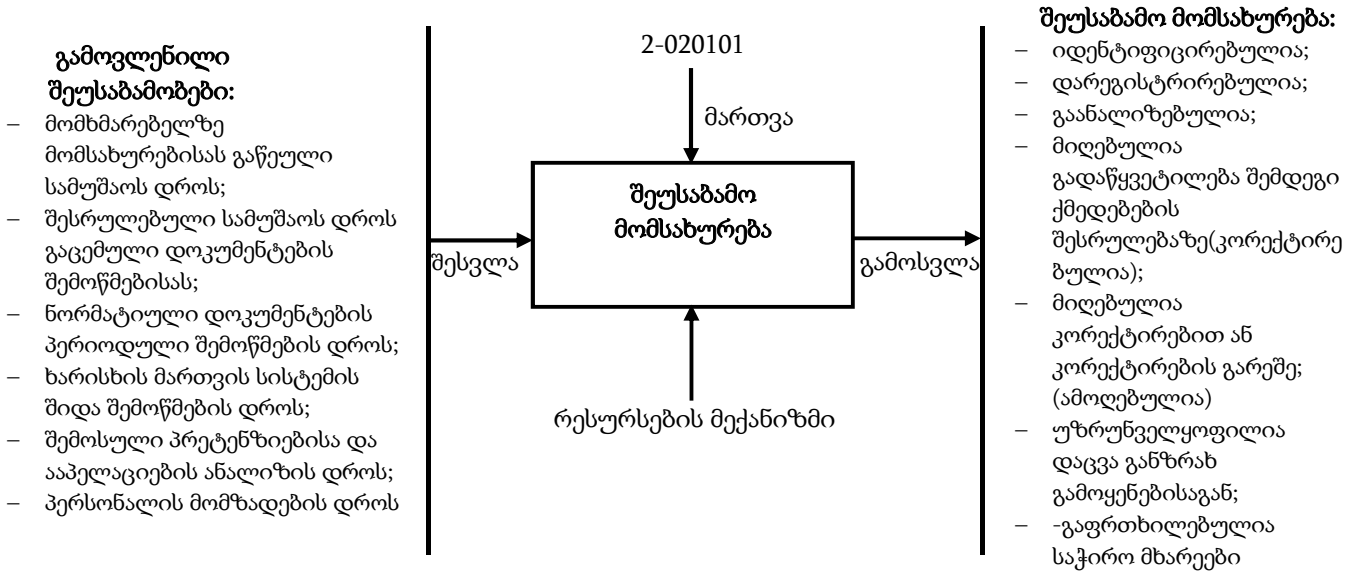 გამოვლენილი
შეუსაბამობები:
– მომხმარებელზე
მომსახურებისას გაწეული
სამუშაოს დროს;
– შესრულებული სამუშაოს დროს
გაცემული დოკუმენტების
შემოწმებისას;
– ნორმატიული დოკუმენტების
პერიოდული შემოწმების დროს;
– ხარისხის მართვის სისტემის
შიდა შემოწმების დროს;
– შემოსული პრეტენზიებისა და
ააპელაციების ანალიზის დროს;
– პერსონალის მომზადების დროს
შესვლა
2-020101
მართვა
შეუსაბამო
მომსახურება
რესურსების მექანიზმი
გამოსვლა
შეუსაბამო მომსახურება:
– იდენტიფიცირებულია;
– დარეგისტრირებულია;
– გაანალიზებულია;
– მიღებულია
გადაწყვეტილება შემდეგი
ქმედებების
შესრულებაზე(კორექტირე
ბულია);
– მიღებულია
კორექტირებით ან
კორექტირების გარეშე;
(ამოღებულია)
– უზრუნველყოფილია
დაცვა განზრახ
გამოყენებისაგან;
– -გაფრთხილებულია
საჭირო მხარეები